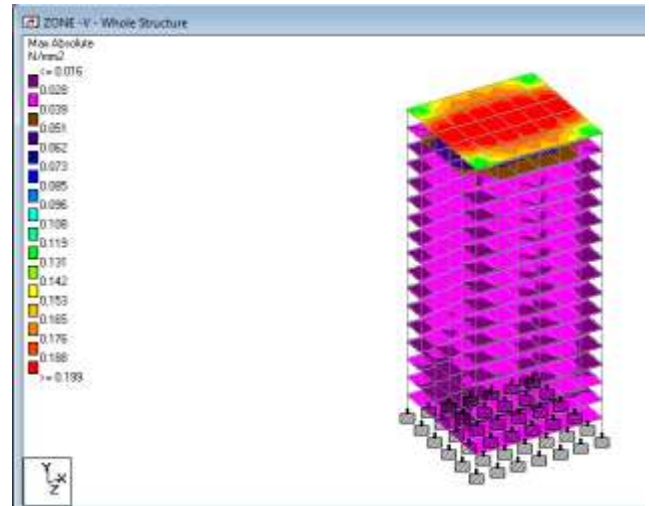 ZONE -V - Whole Structure
Max Absolute
N/mm2
<= 0.016
0.028
0.039
0.051
0.062
0.073
0.085
0.096
0.108
0.119
0.131
0.142
0.153
0.165
0.176
0.188
>= 0.199
Y
X
Z